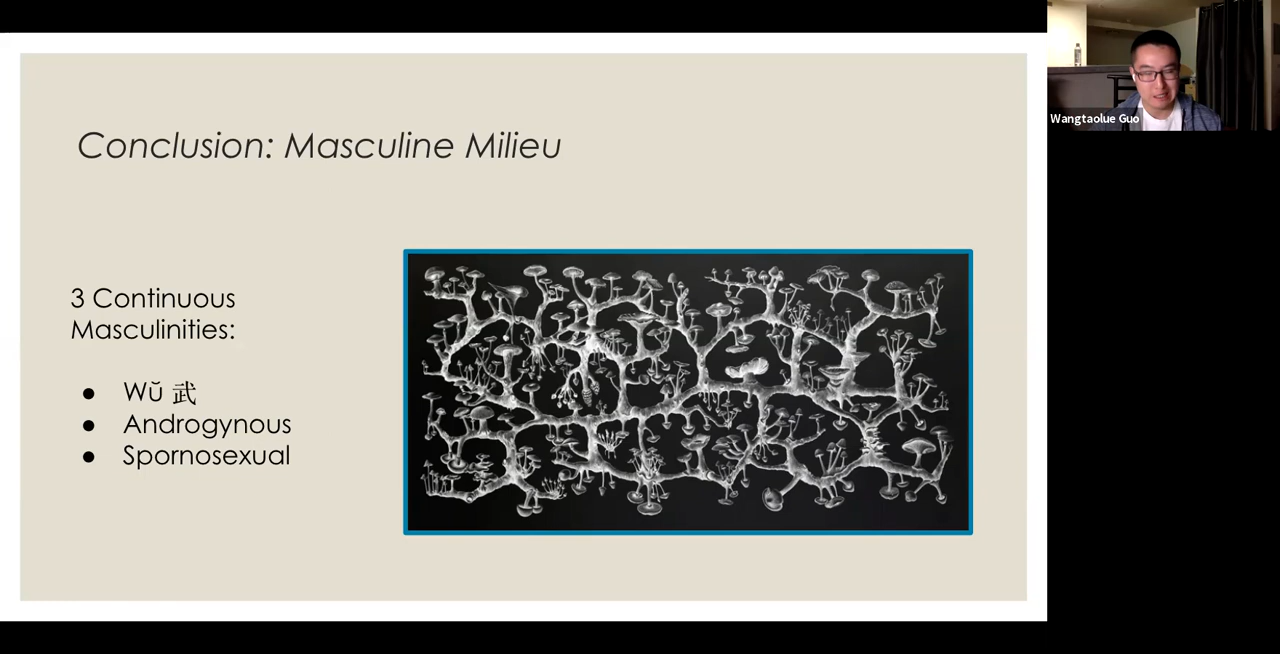 Conclusion: Masculine Milieu
3 Continuous
Masculinities:
● Wŭ 武
● Androgynous
● Spornosexual
Wangtaolue Guo